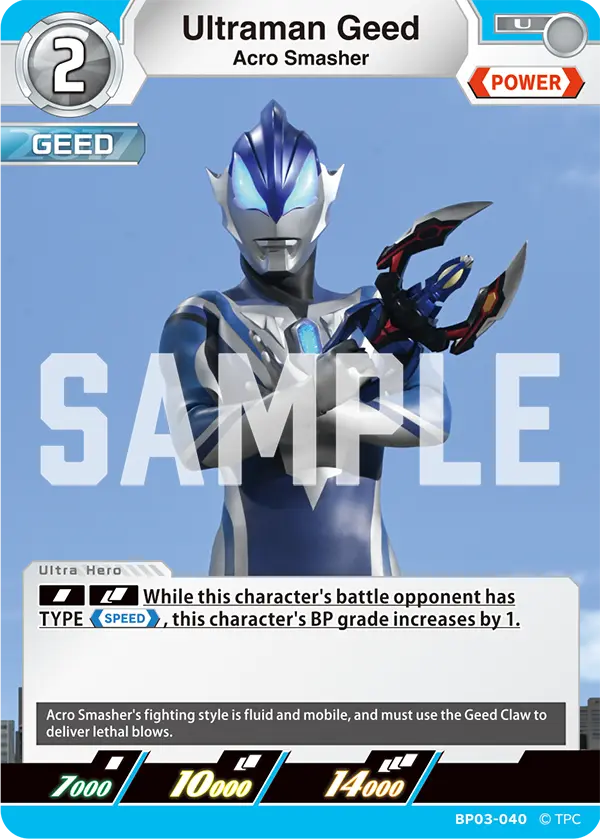 2
Ultraman Geed
Acro Smasher
U
POWER
2017
GEED
SAMPLE
Ultra Hero
While this character's battle opponent has
TYPE SPEED , this character's BP grade increases by 1.
Acro Smasher's fighting style is fluid and mobile, and must use the Geed Claw to
deliver lethal blows.
7000
10000
14000
BP03-040 © TPC